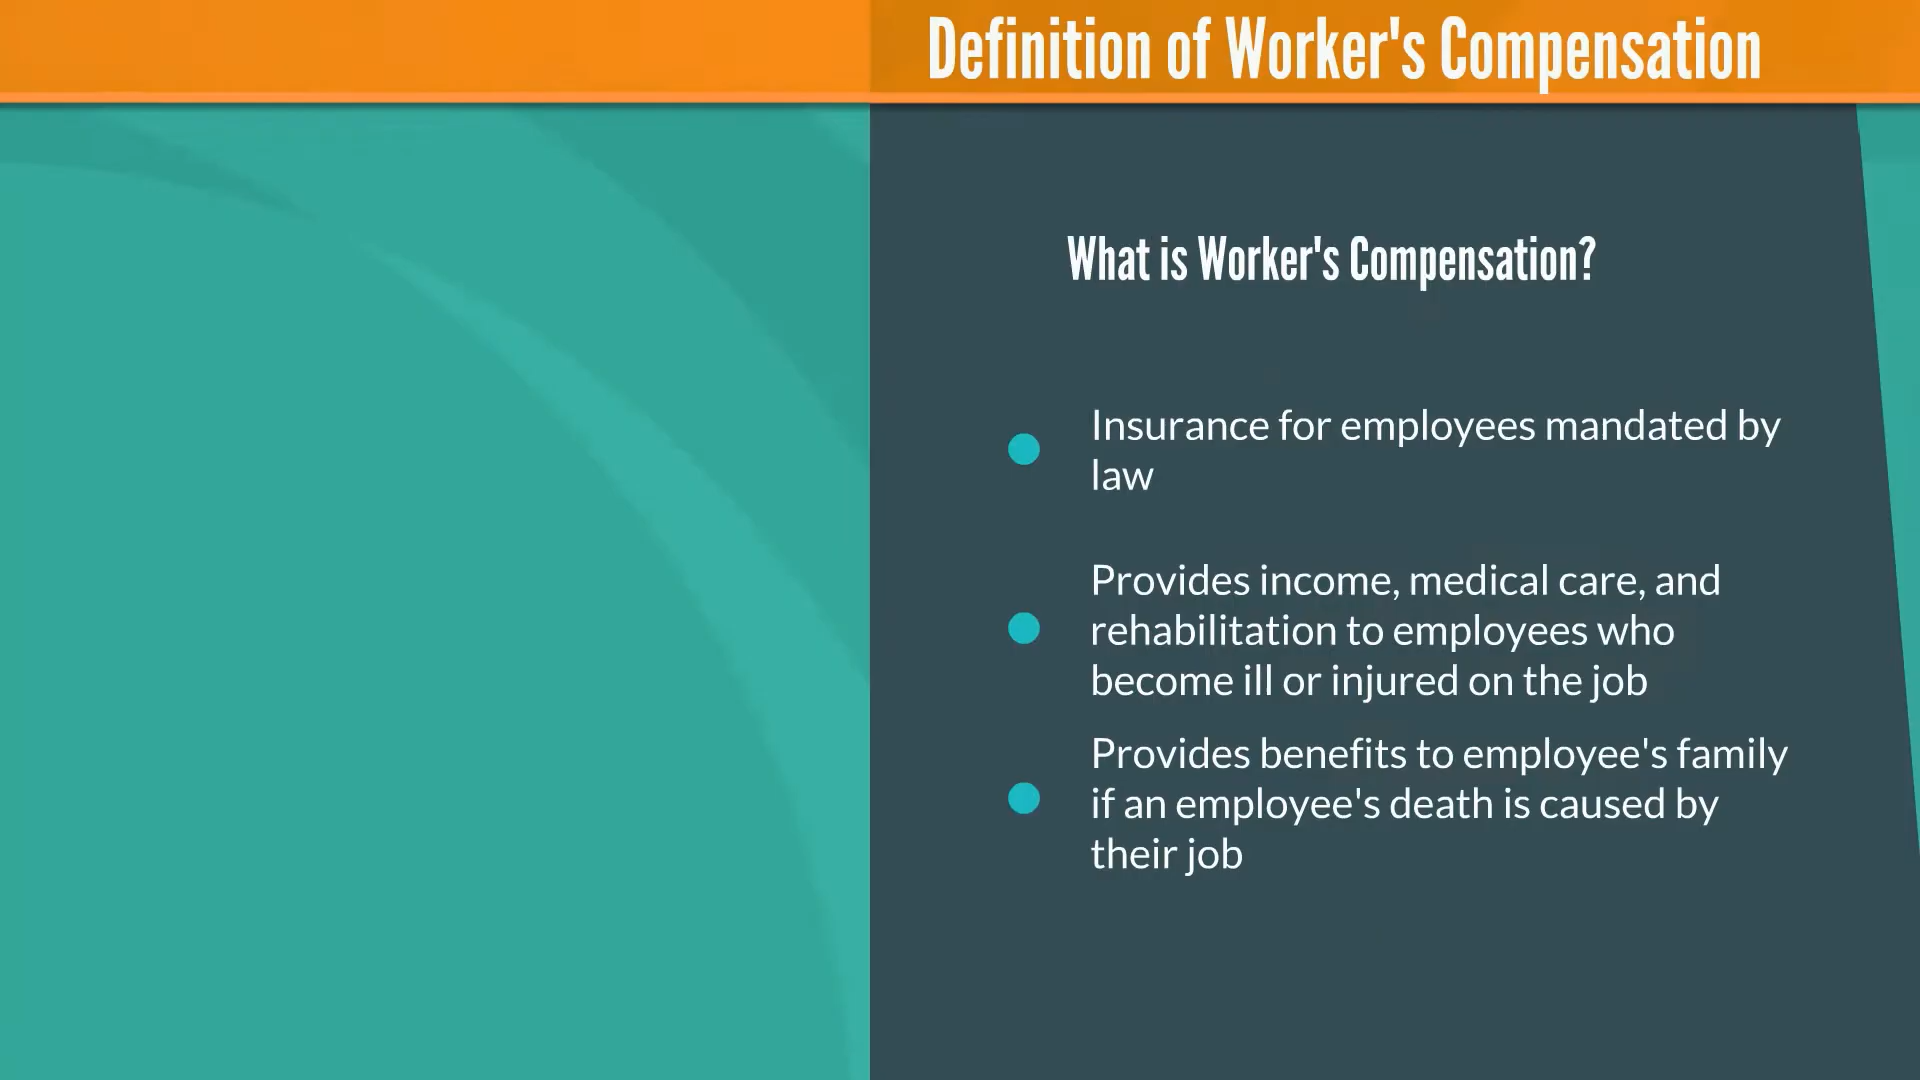 Definition of Worker's Compensation
What is Worker's Compensation?
Insurance for employees mandated by
law
Provides income, medical care, and
rehabilitation to employees who
become ill or injured on the job
Provides benefits to employee's family
if an employee's death is caused by
their job